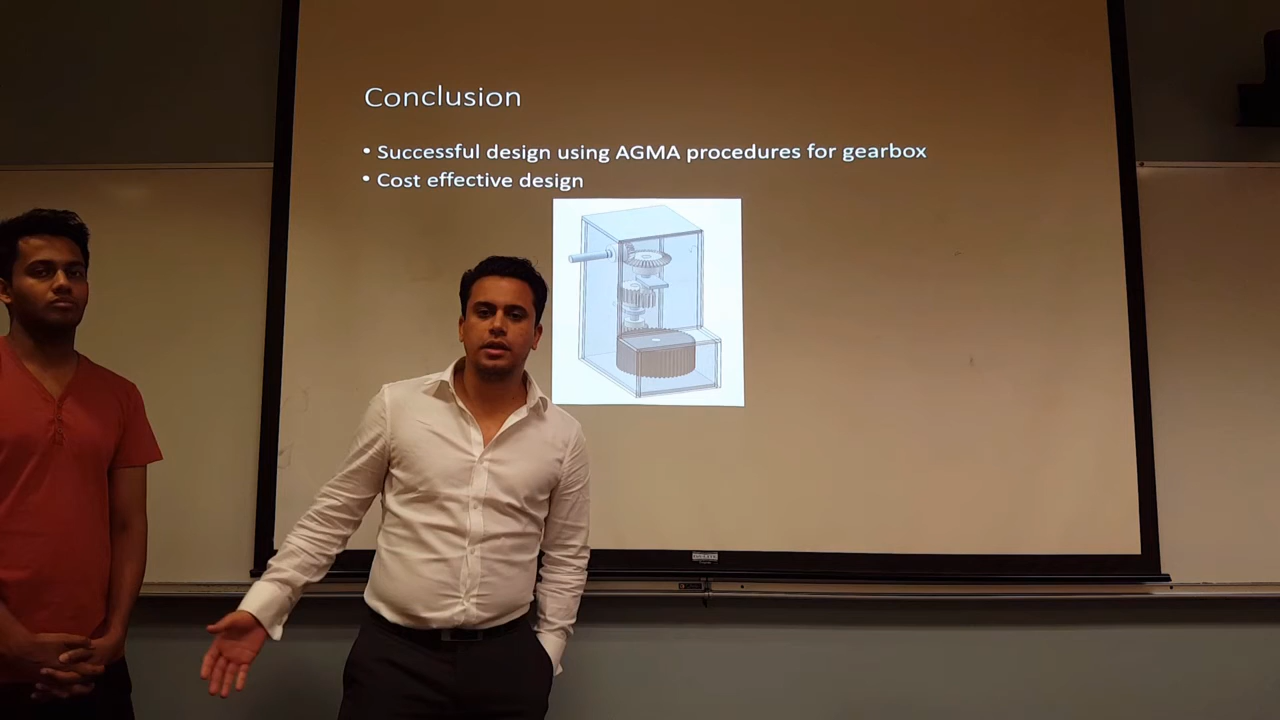 Conclusion
• Successful design using AGMA procedures for gearbox
• Cost effective design